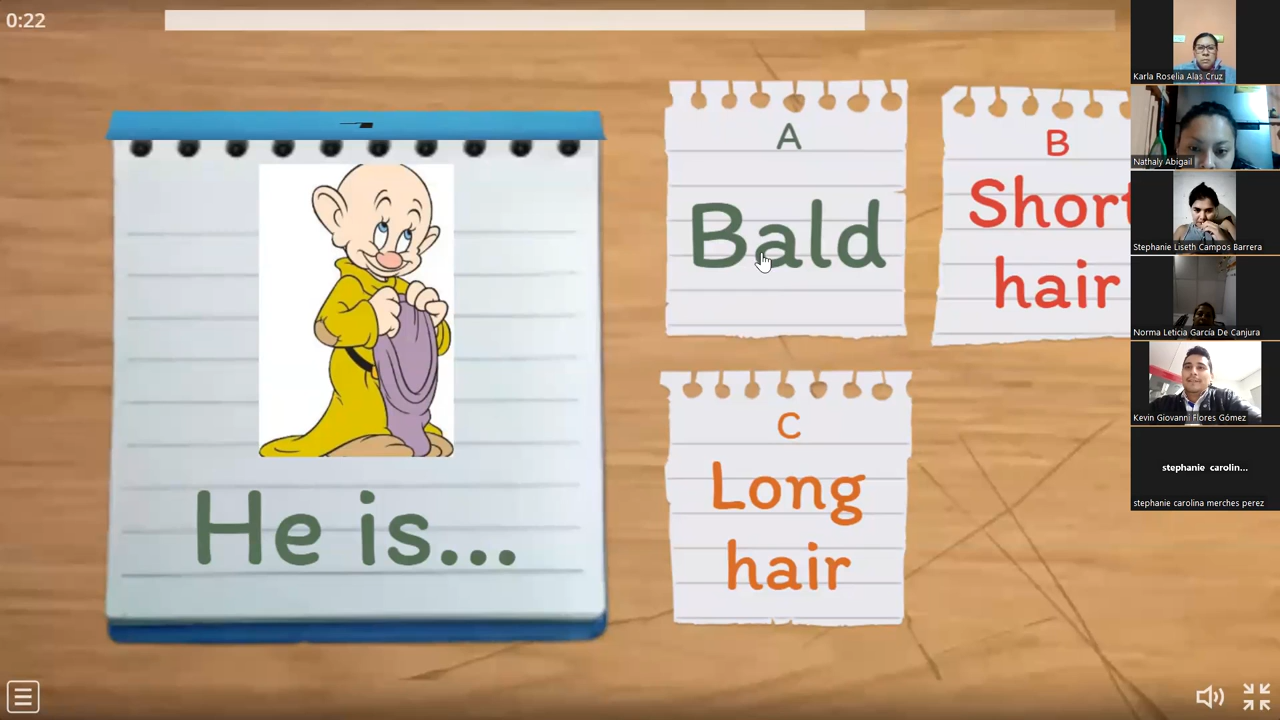 0:22
He is...
A
Bald
B
Short
hair
C
Long
hair
Karla Roselia Alas Cruz
Nathaly Abigail
Stephanie Liseth Campos Barrera
Norma Leticia García De Canjura
Kevin Giovanni Flores Gómez
stephanie carolin...
stephanie carolina merches perez